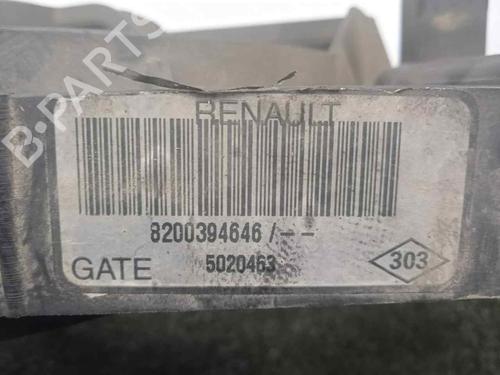 B-PARTS
RENAULT
8200394646/--
GATE 5020463 303